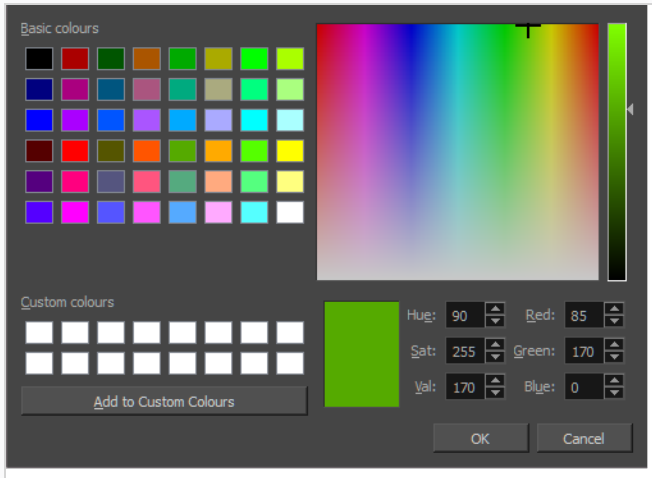 Basic colours
Custom colours
Add to Custom Colours
Hue: 90 Red: 85
Sat: 255 Green: 170
Val: 170 Blue: 0
OK Cancel